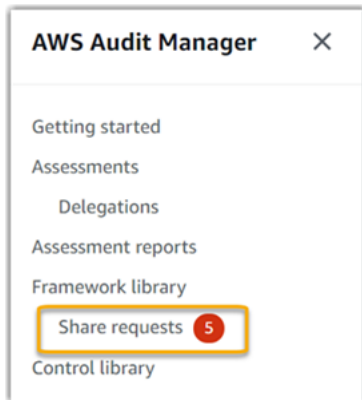 AWS Audit Manager
Getting started
Assessments
Delegations
Assessment reports
Framework library
Share requests 5
Control library